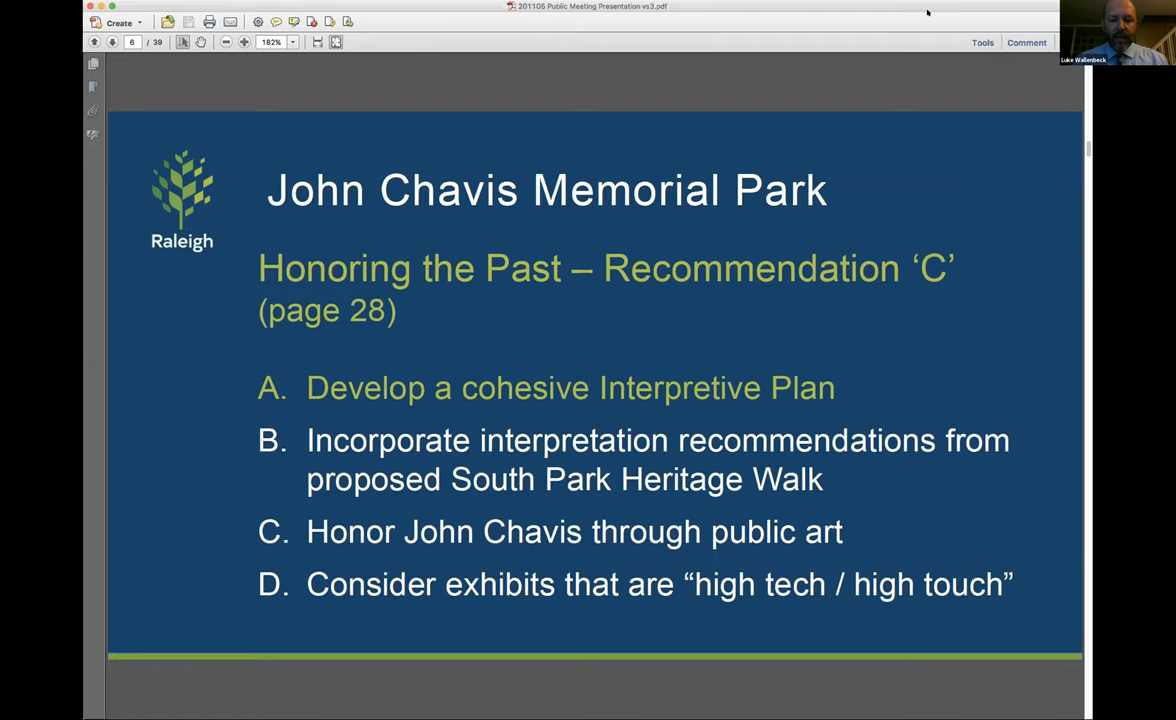 201105 Public Meeting Presentation vs3.pdf
Create
6 / 39
182%
Tools
Comment
Luke Wallenbeck
Raleigh
John Chavis Memorial Park
Honoring the Past – Recommendation ‘C’
(page 28)
A. Develop a cohesive Interpretive Plan
B. Incorporate interpretation recommendations from
proposed South Park Heritage Walk
C. Honor John Chavis through public art
D. Consider exhibits that are “high tech / high touch”